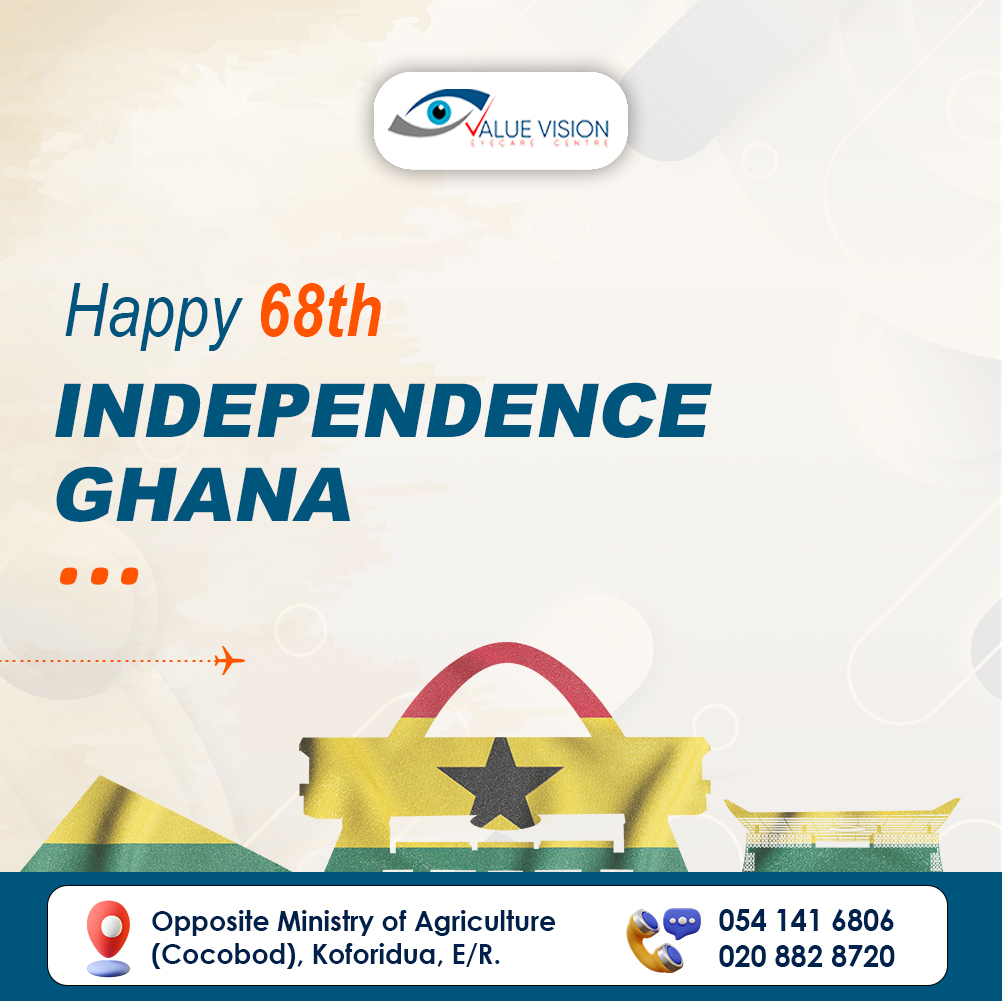 VALUE VISION
EYECARE CENTRE
Happy 68th
INDEPENDENCE
GHANA
...
Opposite Ministry of Agriculture
(Cocobod), Koforidua, E/R.
054 141 6806
020 882 8720